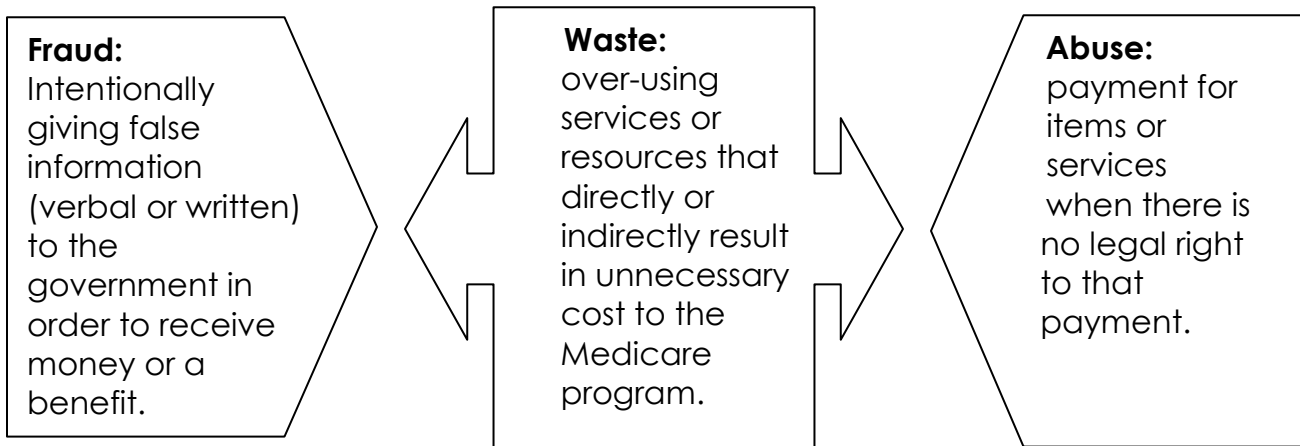 Fraud:
Intentionally
giving false
information
(verbal or written)
to the
government in
order to receive
money or a
benefit.
Waste:
over-using
services or
resources that
directly or
indirectly result
in unnecessary
cost to the
Medicare
program.
Abuse:
payment for
items or
services
when there is
no legal right
to that
payment.